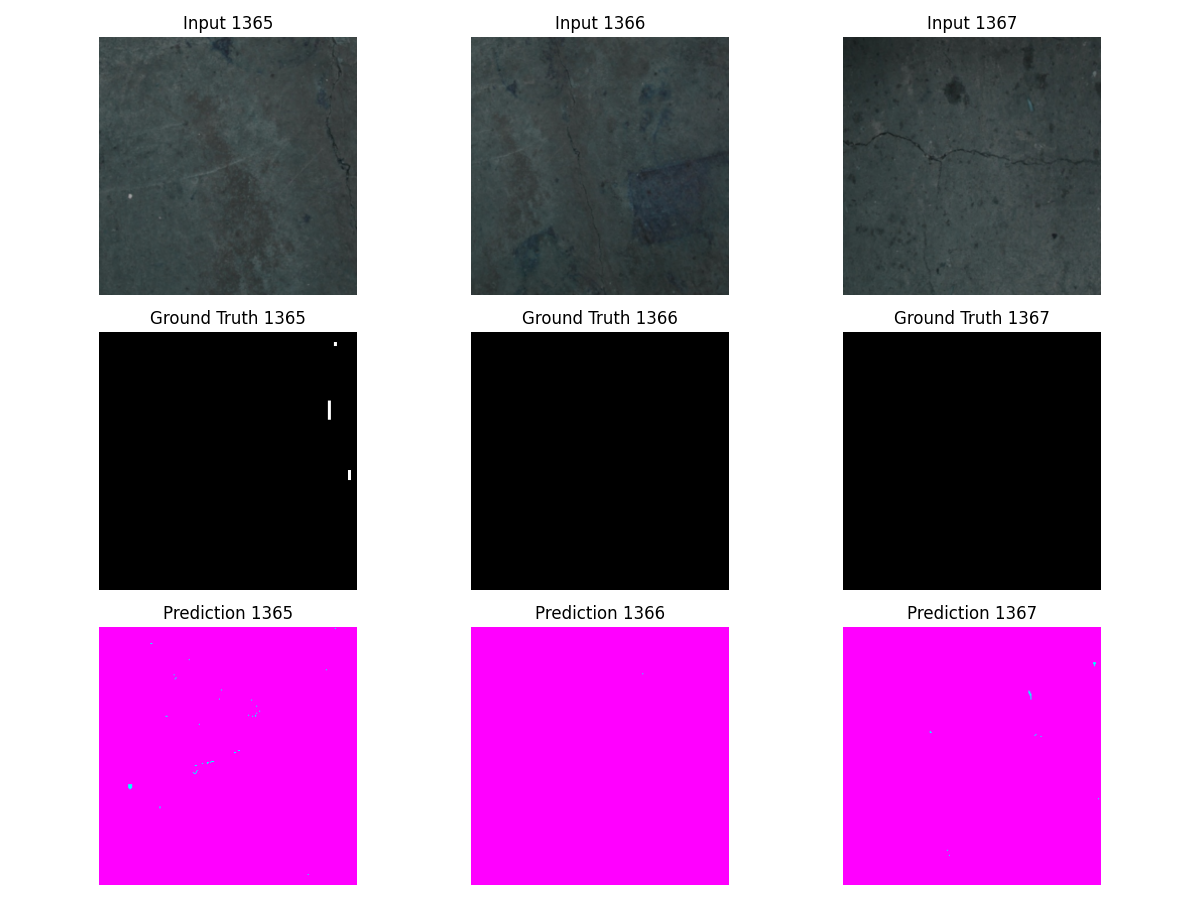 Input 1365
Input 1366
Input 1367
Ground Truth 1365
Ground Truth 1366
Ground Truth 1367
Prediction 1365
Prediction 1366
Prediction 1367